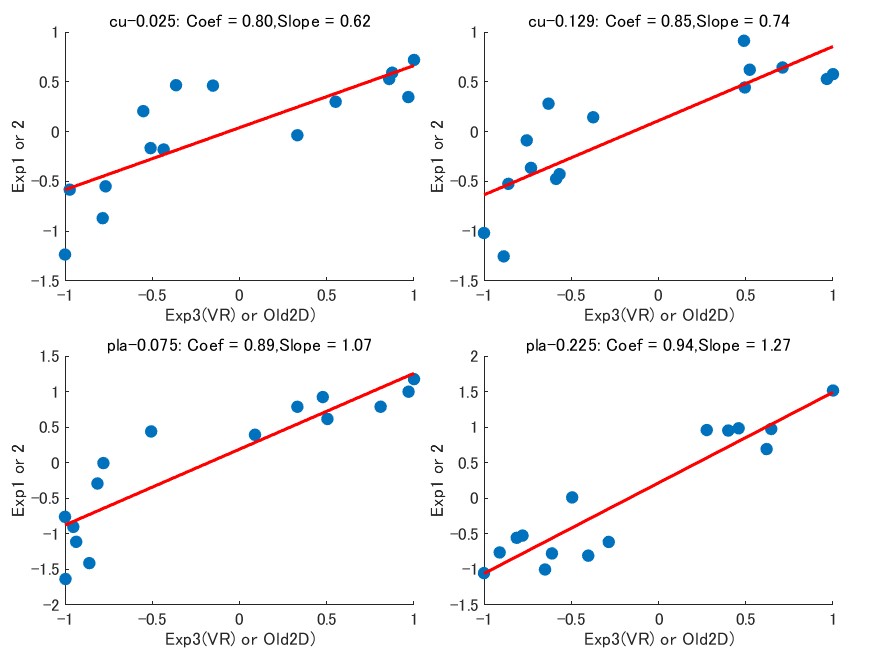 cu-0.025: Coef = 0.80,Slope = 0.62
1
0.5
0
-0.5
-1
-1.5
Exp1 or 2
-1 -0.5 0 0.5 1
Exp3(VR) or Old2D)
cu-0.129: Coef = 0.85,Slope = 0.74
1
0.5
0
-0.5
-1
-1.5
Exp1 or 2
-1 -0.5 0 0.5 1
Exp3(VR) or Old2D)
pla-0.075: Coef = 0.89,Slope = 1.07
1.5
1
0.5
0
-0.5
-1
-1.5
-2
Exp1 or 2
-1 -0.5 0 0.5 1
Exp3(VR) or Old2D)
pla-0.225: Coef = 0.94,Slope = 1.27
2
1.5
1
0.5
0
-0.5
-1
-1.5
Exp1 or 2
-1 -0.5 0 0.5 1
Exp3(VR) or Old2D)